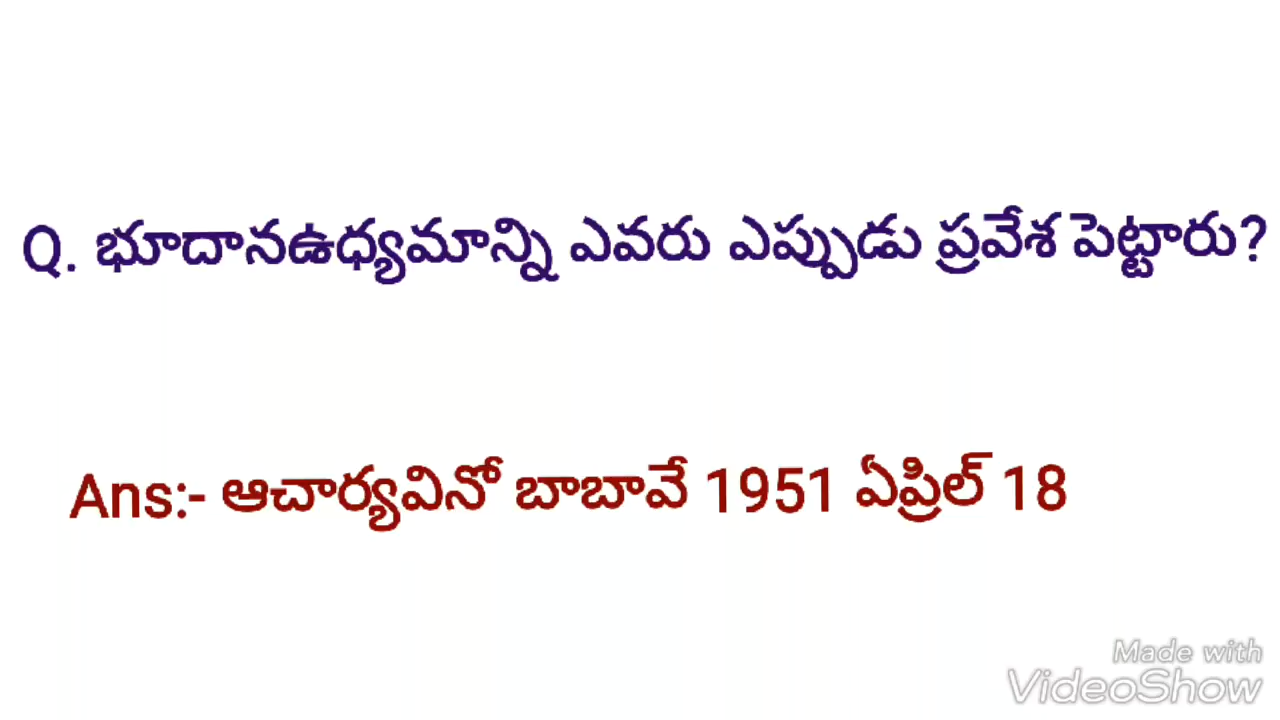 Q. భూదానఉధ్యమాన్ని ఎవరు ఎప్పుడు ప్రవేశ పెట్టారు?
Ans:- ఆచార్యవినో బాబావే 1951 ఏప్రిల్ 18
Made with
VideoShow